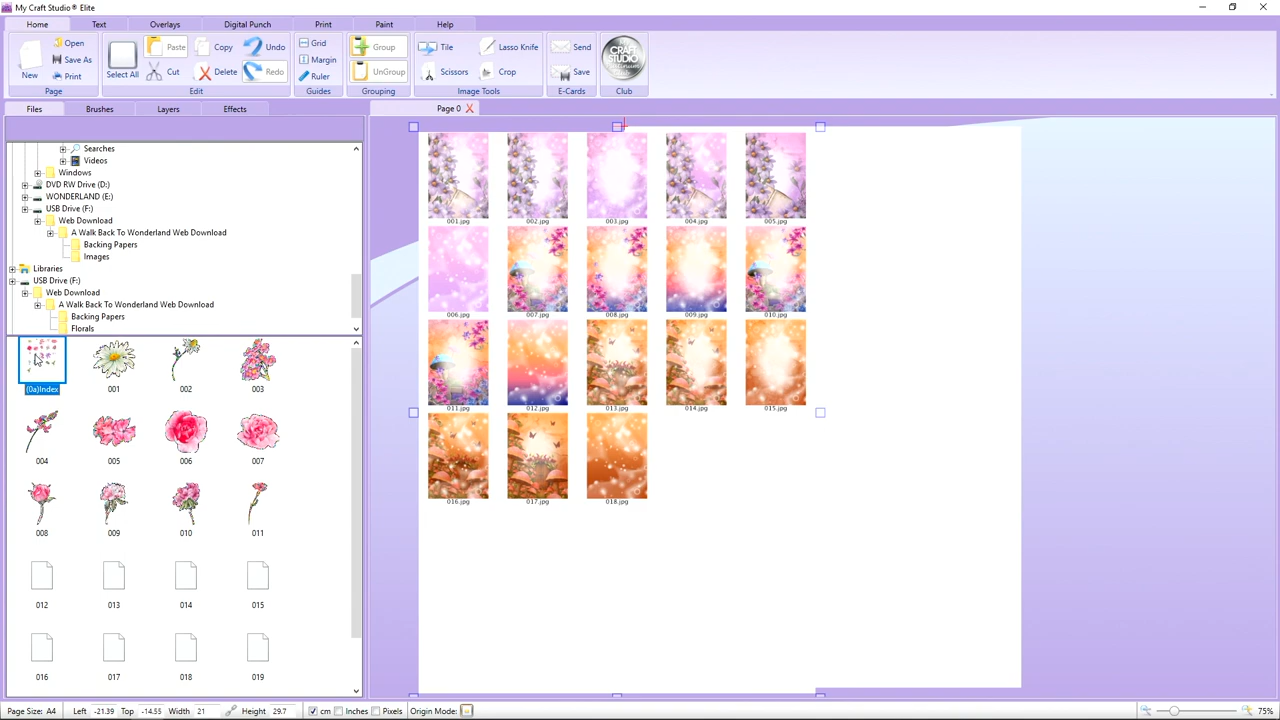 My Craft Studio® Elite
Home Text Overlays Digital Punch Print Paint Help
New Open Save As Print Page
Select All Paste Copy Undo Cut Delete Redo Edit
Grid Margin Ruler Guides
Group UnGroup Grouping
Tile Lasso Knife Scissors Crop Image Tools
Send Save E-Cards
MY CRAFT STUDIO Club
Files Brushes Layers Effects
Page 0
Searches
Videos
Windows
DVD RW Drive (D:)
WONDERLAND (E:)
USB Drive (F:)
Web Download
A Walk Back To Wonderland Web Download
Backing Papers
Images
Libraries
USB Drive (F:)
Web Download
A Walk Back To Wonderland Web Download
Backing Papers
Florals
(0a)Index 001 002 003
004 005 006 007
008 009 010 011
012 013 014 015
016 017 018 019
001.jpg 002.jpg 003.jpg 004.jpg 005.jpg
006.jpg 007.jpg 008.jpg 009.jpg 010.jpg
011.jpg 012.jpg 013.jpg 014.jpg 015.jpg
016.jpg 017.jpg 018.jpg
Page Size: A4 Left -21.39 Top -14.55 Width 21 Height 29.7 cm Inches Pixels Origin Mode: 75%